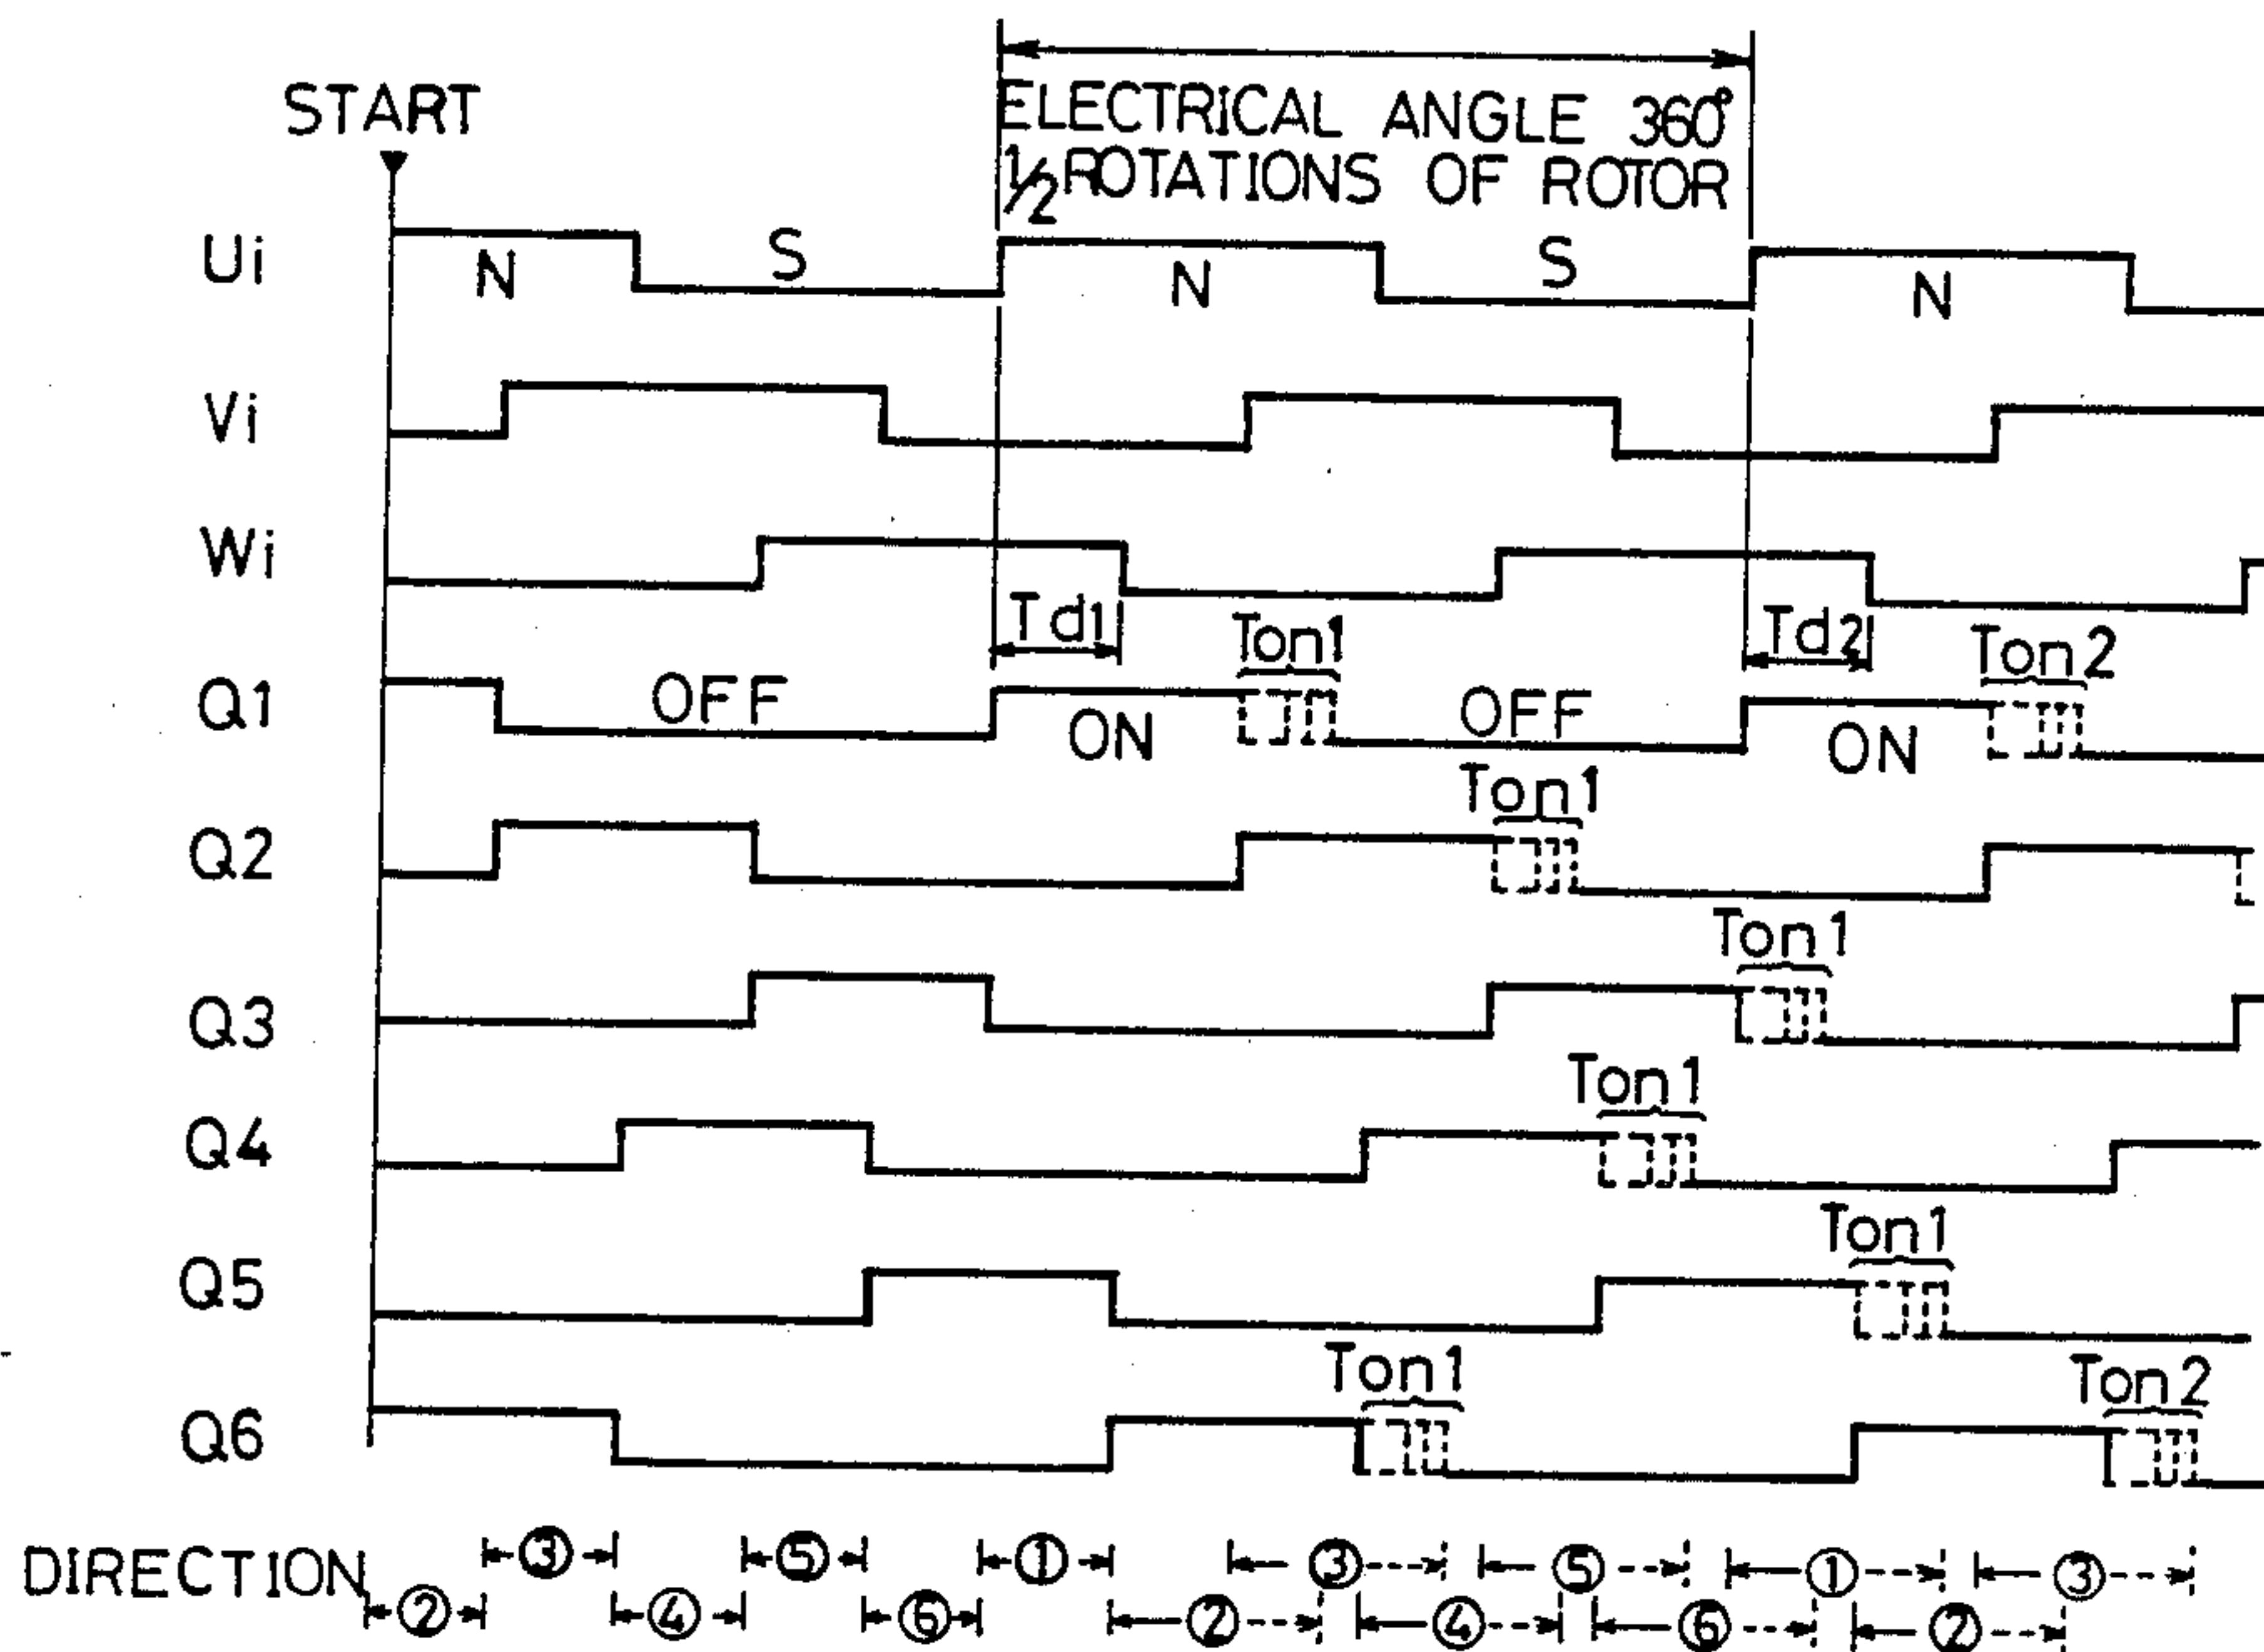 START
ELECTRICAL ANGLE 360°
1/2 ROTATIONS OF ROTOR
Ui N S N S N
Vi
Wi
Td1 Ton1 Td2 Ton2
Q1 OFF ON OFF ON
Ton1
Q2
Ton1
Q3
Ton1
Q4
Ton1
Q5
Ton1 Ton2
Q6
DIRECTION ③ ⑤ ① ③ ⑤ ① ③
② ④ ⑥ ② ④ ⑥ ②